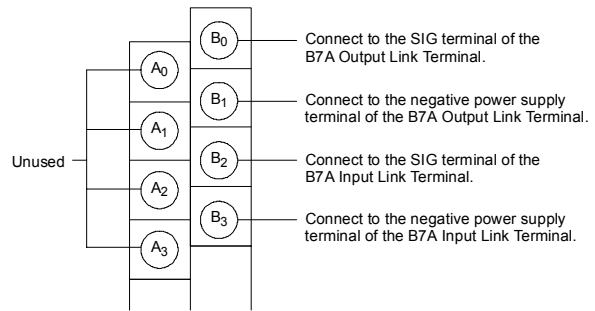 B0
Connect to the SIG terminal of the
B7A Output Link Terminal.
A0
B1
Connect to the negative power supply
terminal of the B7A Output Link Terminal.
A1
Unused
B2
Connect to the SIG terminal of the
B7A Input Link Terminal.
A2
B3
Connect to the negative power supply
terminal of the B7A Input Link Terminal.
A3